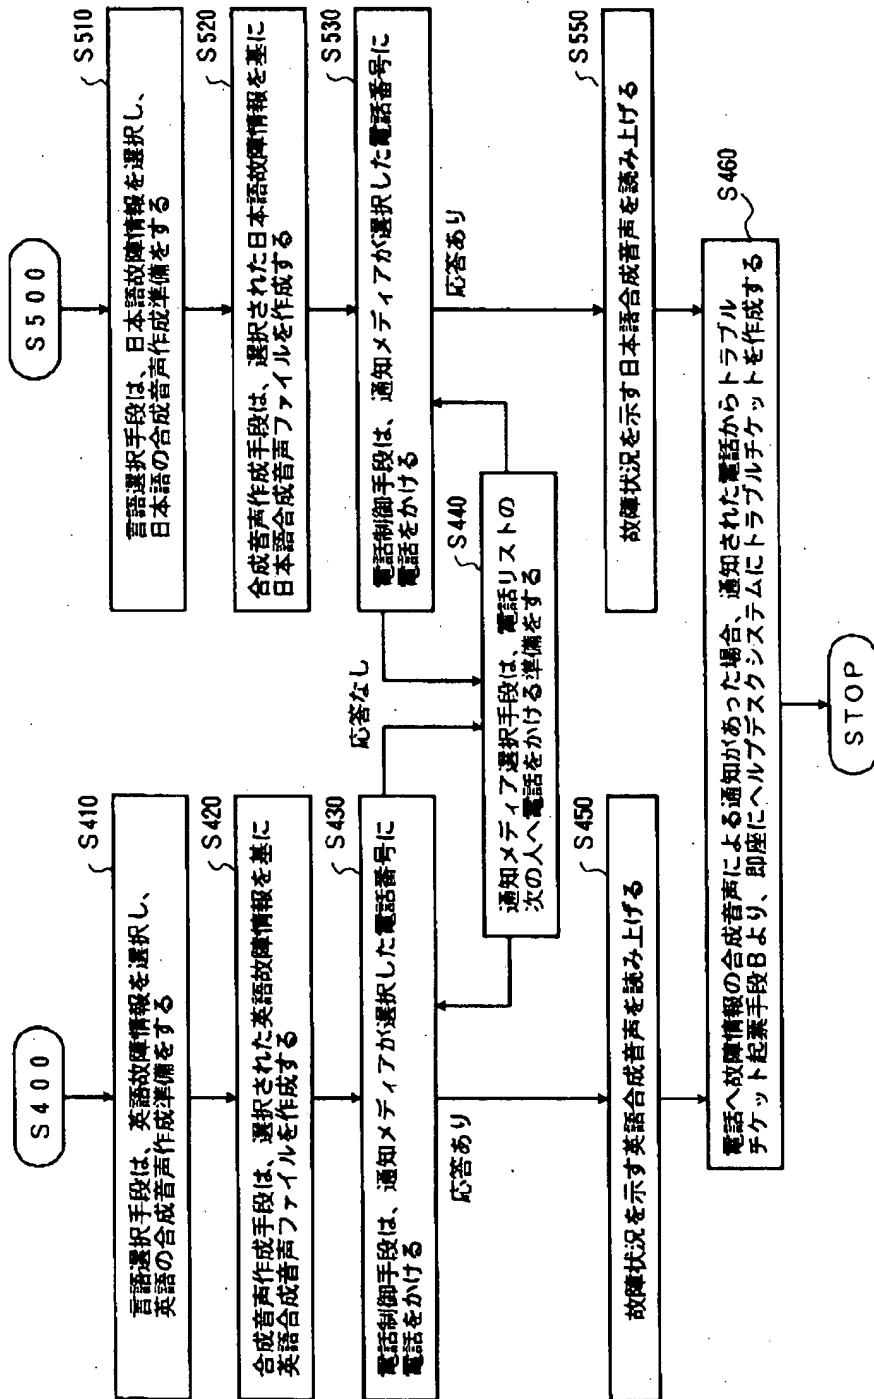 S400
S410
言語選択手段は、英語故障情報を選択し、
英語の合成音声作成準備をする
S420
合成音声作成手段は、選択された英語故障情報を基に
英語合成音声ファイルを作成する
S430
電話制御手段は、通知メディアが選択した電話番号に
電話をかける
応答なし
応答あり
S440
通知メディア選択手段は、電話リストの
次の人へ電話をかける準備をする
S450
故障状況を示す英語合成音声を読み上げる
S500
S510
言語選択手段は、日本語故障情報を選択し、
日本語の合成音声作成準備をする
S520
合成音声作成手段は、選択された日本語故障情報を基に
日本語合成音声ファイルを作成する
S530
電話制御手段は、通知メディアが選択した電話番号に
電話をかける
応答あり
S550
故障状況を示す日本語合成音声を読み上げる
S460
電話へ故障情報の合成音声による通知があった場合、通知された電話からトラブル
チケット起票手段Bより、即座にヘルプデスクシステムにトラブルチケットを作成する
STOP